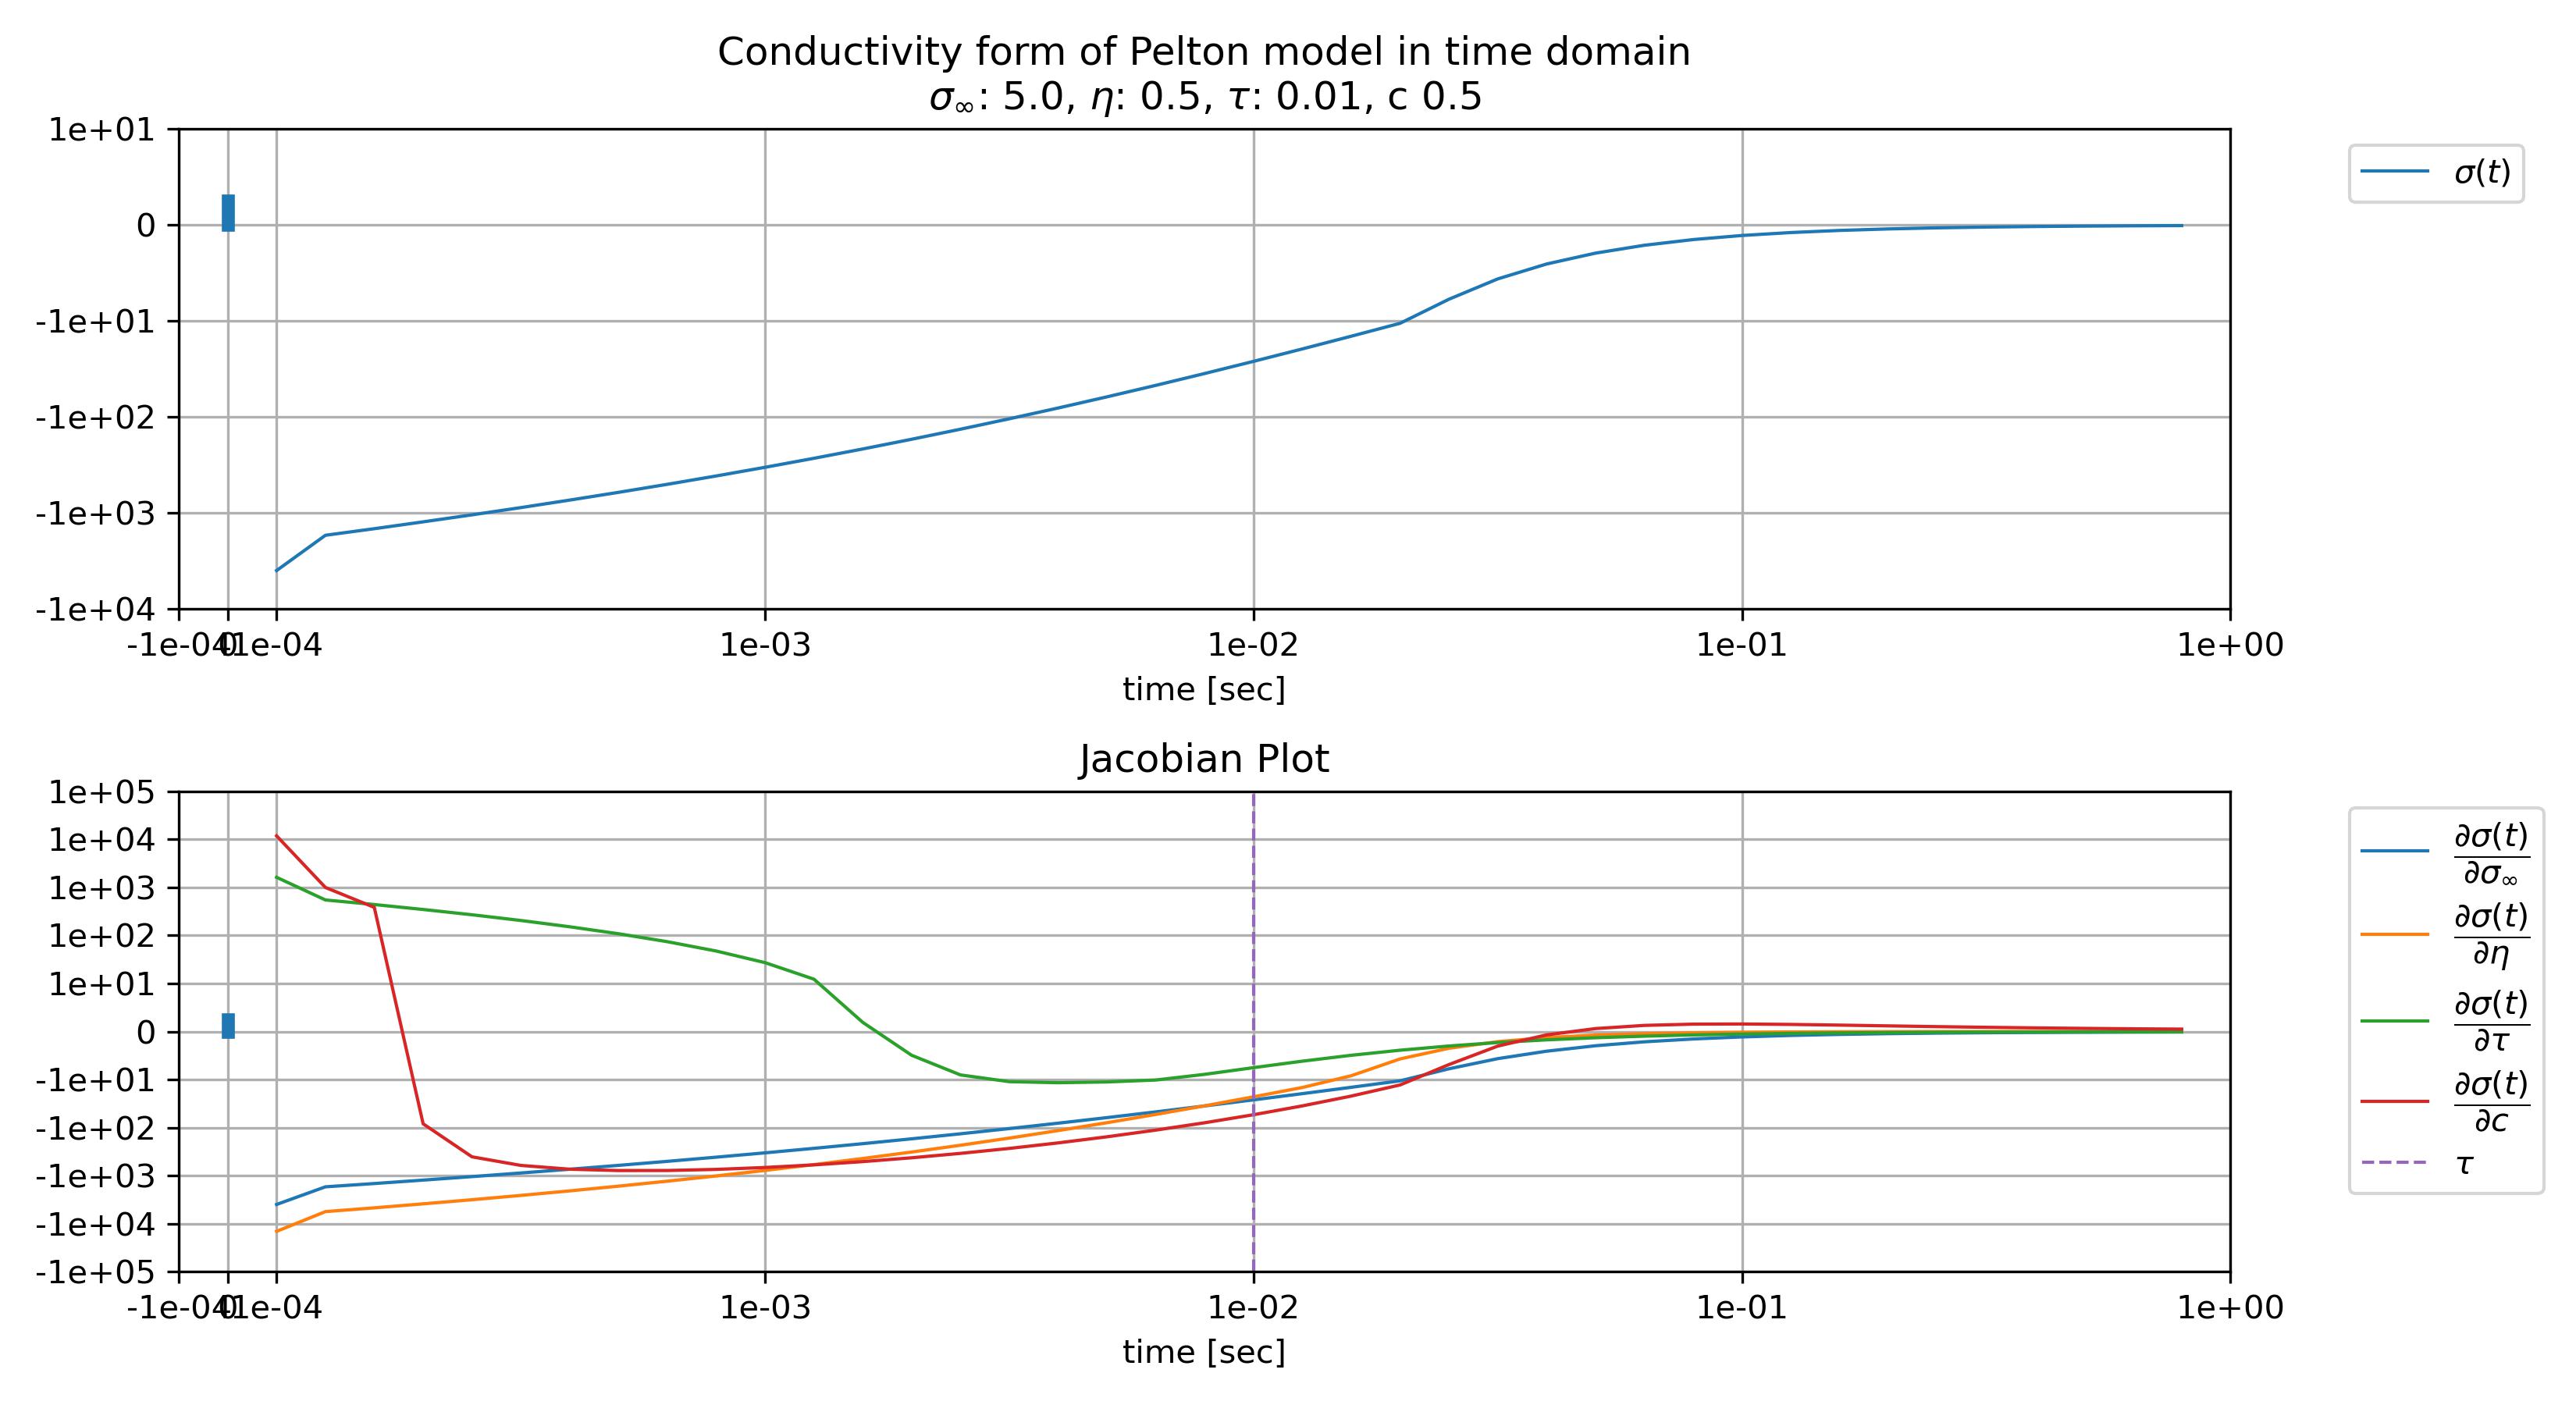 Conductivity form of Pelton model in time domain
σ∞: 5.0, η: 0.5, τ: 0.01, c 0.5
1e+01
0
-1e+01
-1e+02
-1e+03
-1e+04
-1e-04 0 1e-04 1e-03 1e-02 1e-01 1e+00
time [sec]
σ(t)
Jacobian Plot
1e+05
1e+04
1e+03
1e+02
1e+01
0
-1e+01
-1e+02
-1e+03
-1e+04
-1e+05
-1e-04 0 1e-04 1e-03 1e-02 1e-01 1e+00
time [sec]
∂σ(t)
∂σ∞
∂σ(t)
∂η
∂σ(t)
∂τ
∂σ(t)
∂c
τ